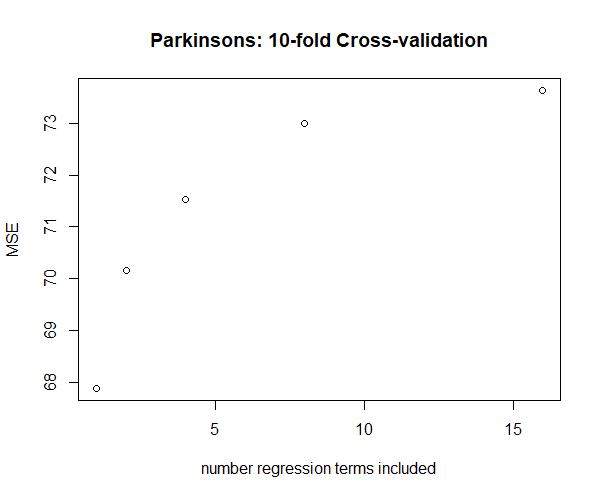 Parkinsons: 10-fold Cross-validation
73
72
71
70
69
68
MSE
5 10 15
number regression terms included